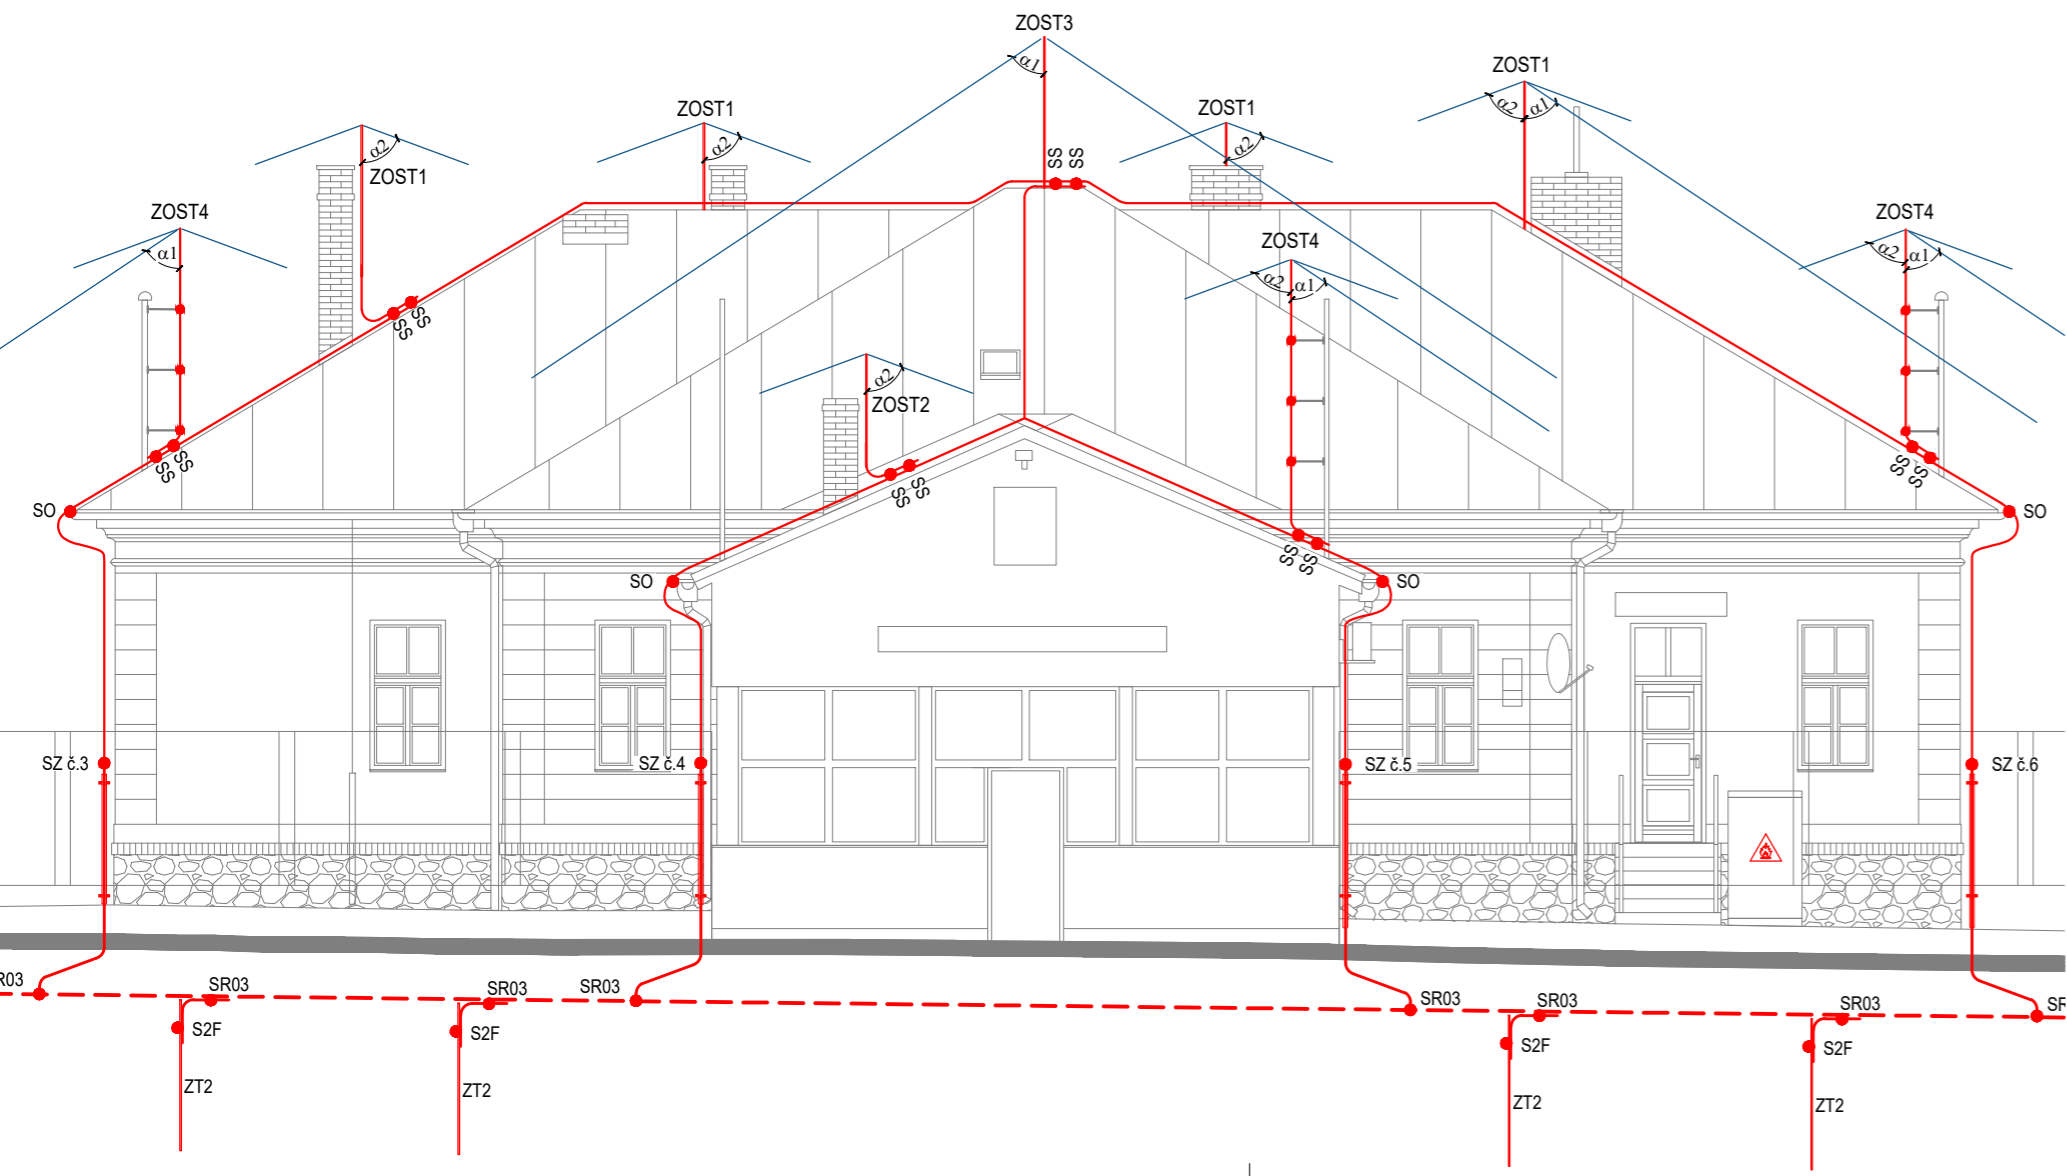 ZOST3
α1
ZOST1
α2 α1
ZOST1
α2
ZOST1
α2
α2
ZOST1
SS SS
ZOST4
α1
ZOST4
α2 α1
ZOST4
α2 α1
SS SS
α2
ZOST2
SS SS
SS SS
SS SS
SS SS
SO
SO
SO
SO
SZ č.3
SZ č.4
SZ č.5
SZ č.6
R03
SR03
SR03
SR03
SR03
SR03
SR03
SR
S2F
S2F
S2F
S2F
ZT2
ZT2
ZT2
ZT2